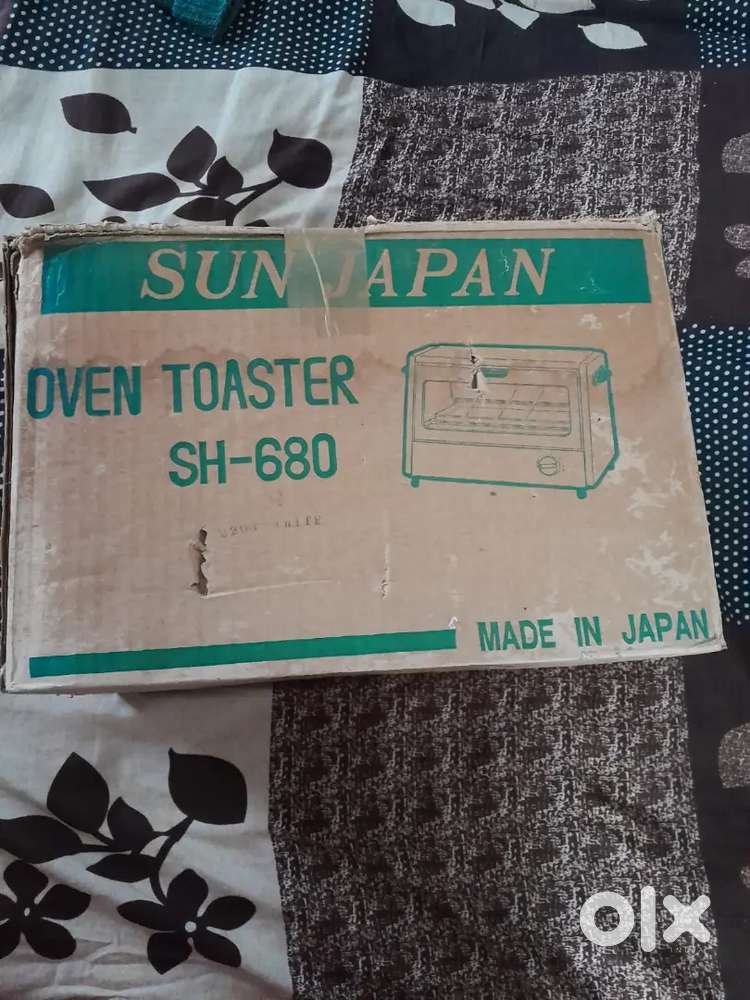 SUN JAPAN
OVEN TOASTER
SH-680
MADE IN JAPAN
olx